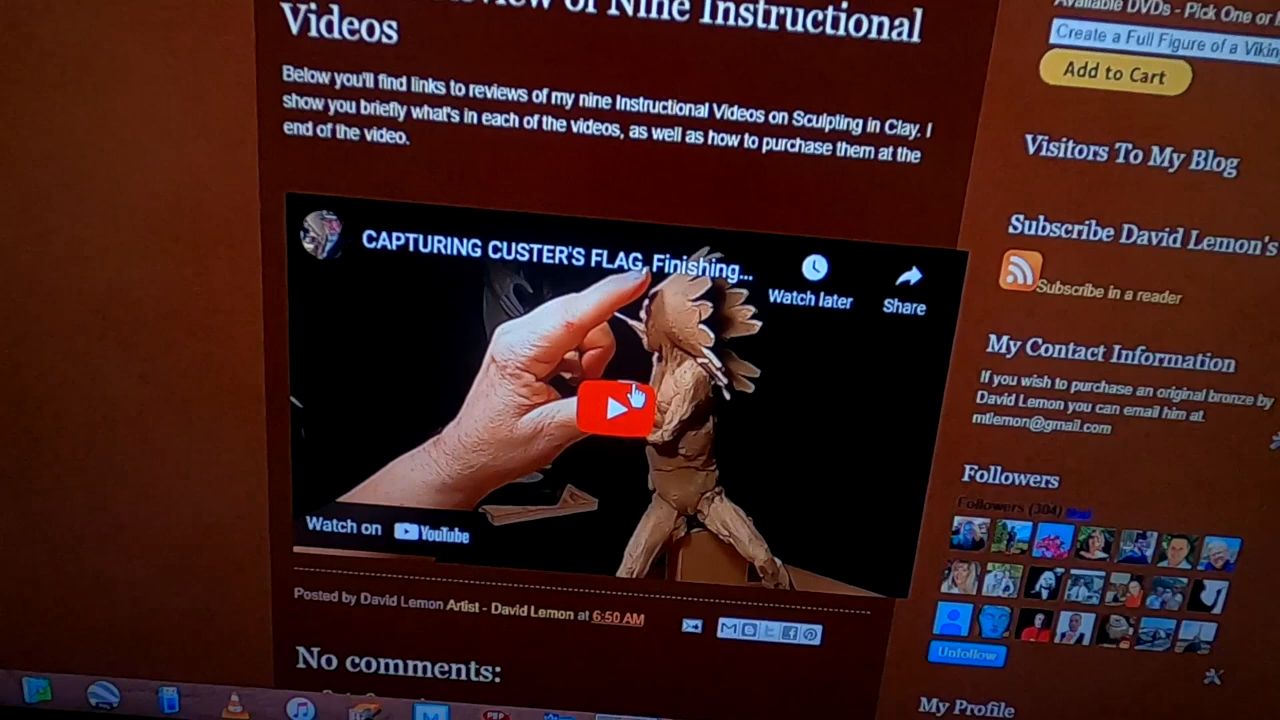 of Nine Instructional
Videos
Below you'll find links to reviews of my nine Instructional Videos on Sculpting in Clay. I
show you briefly what's in each of the videos, as well as how to purchase them at the
end of the video.
CAPTURING CUSTER'S FLAG, Finishing...
Watch later
Share
Watch on YouTube
Posted by David Lemon Artist - David Lemon at 6:50 AM
No comments:
Available DVDs - Pick One or
Create a Full Figure of a Viking
Add to Cart
Visitors To My Blog
Subscribe David Lemon's
Subscribe in a reader
My Contact Information
If you wish to purchase an original bronze by
David Lemon you can email him at.
mtlemon@gmail.com
Followers
Followers (304)
Unfollow
My Profile